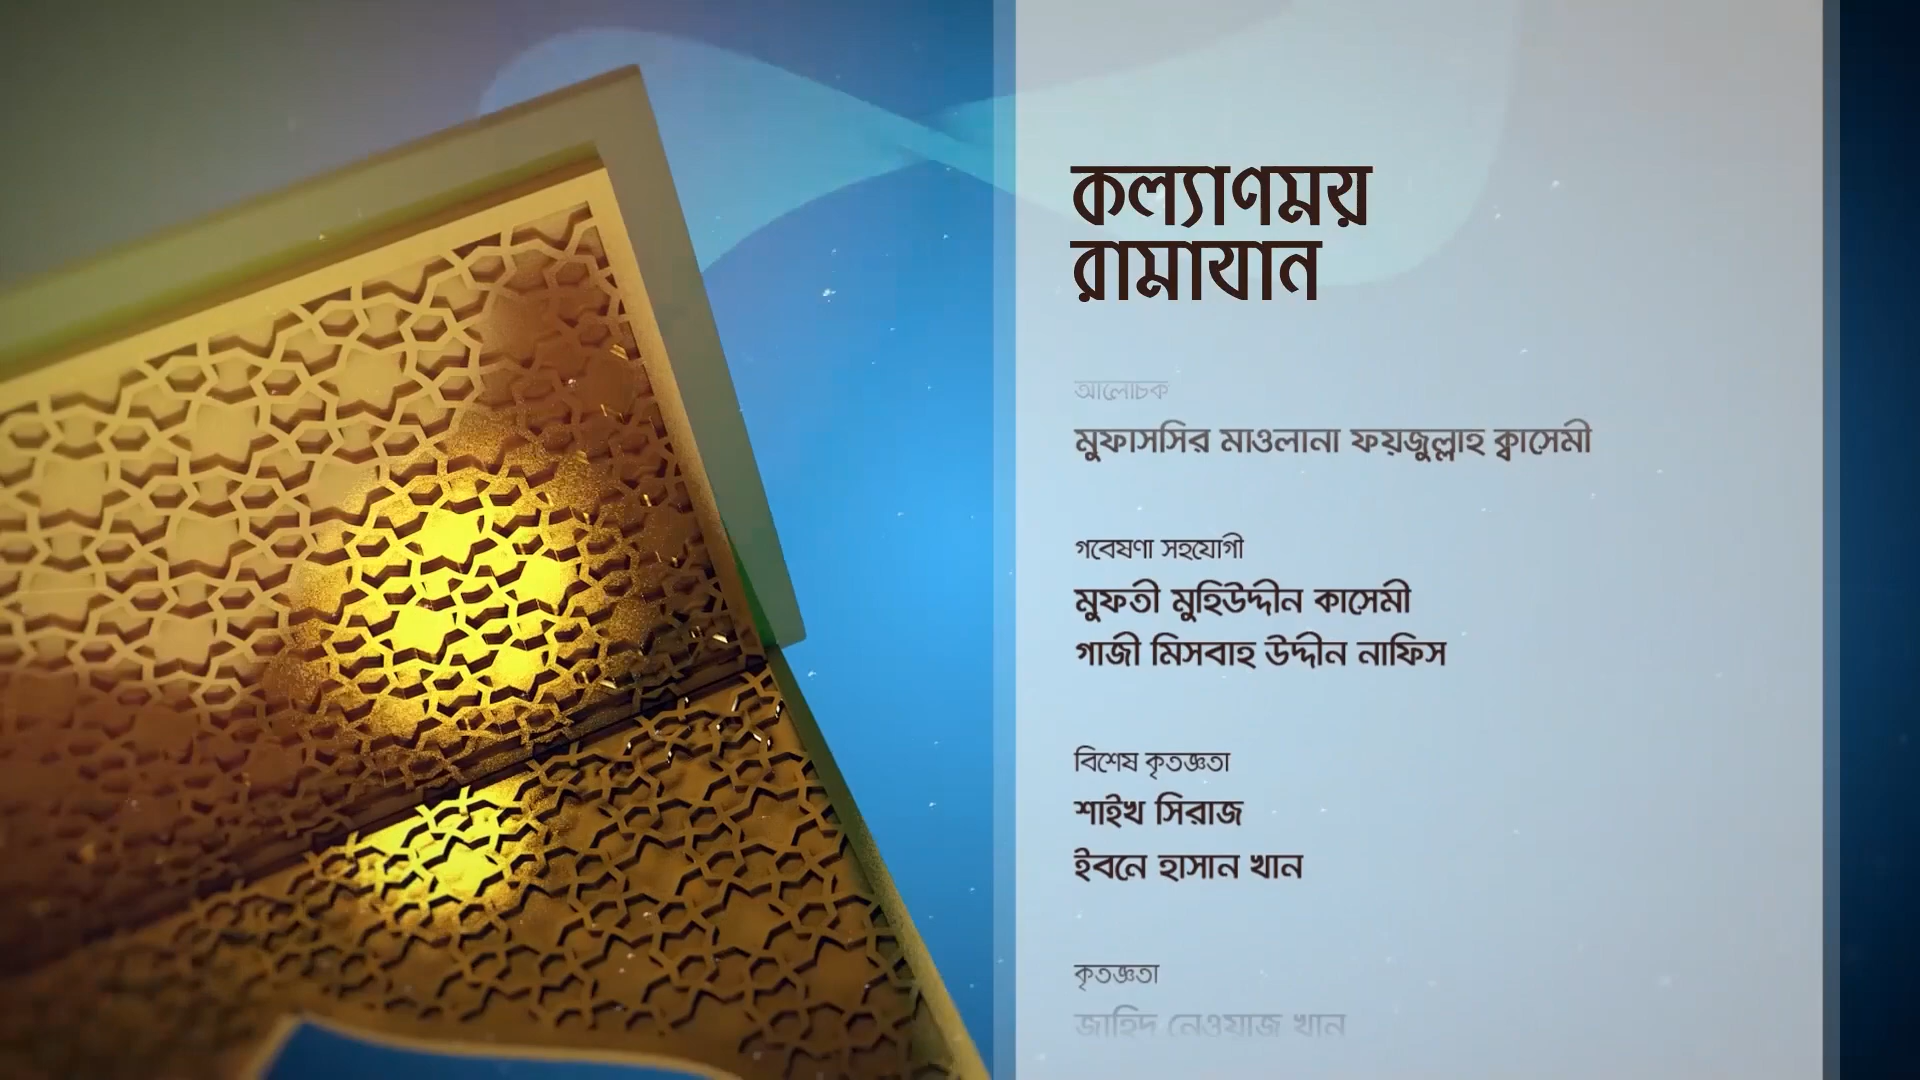 কল্যাণময়
রামাযান
আলোচক
মুফাসসির মাওলানা ফয়জুল্লাহ ক্বাসেমী
গবেষণা সহযোগী
মুফতী মুহিউদ্দীন কাসেমী
গাজী মিসবাহ উদ্দীন নাফিস
বিশেষ কৃতজ্ঞতা
শাইখ সিরাজ
ইবনে হাসান খান
কৃতজ্ঞতা
জাহিদ নেওয়াজ খান